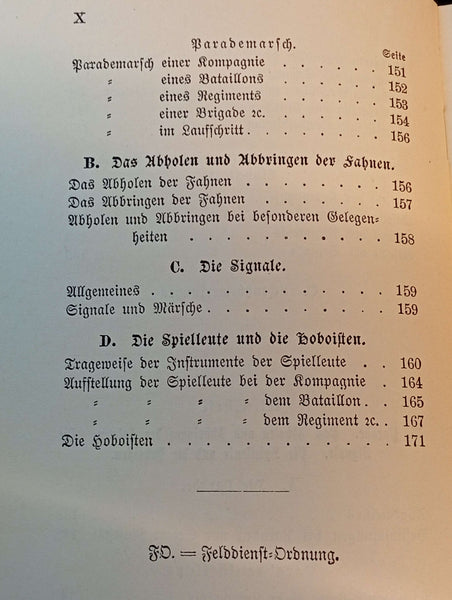 X
Parademarsch.
Seite
Parademarsch einer Kompagnie . . . . . . 151
〃 eines Bataillons . . . . . . 152
〃 eines Regiments . . . . . . 153
〃 einer Brigade ꝛc. . . . . . 154
〃 im Laufschritt . . . . . . 156
B. Das Abholen und Abbringen der Fahnen.
Das Abholen der Fahnen . . . . . . . 156
Das Abbringen der Fahnen . . . . . . 157
Abholen und Abbringen bei besonderen Gelegen-
heiten . . . . . . . . . . 158
C. Die Signale.
Allgemeines . . . . . . . . . . . 159
Signale und Märsche . . . . . . . . . 159
D. Die Spielleute und die Hoboisten.
Trageweise der Instrumente der Spielleute . . 160
Aufstellung der Spielleute bei der Kompagnie . 164
〃 〃 〃 〃 dem Bataillon . . 165
〃 〃 〃 〃 dem Regiment ꝛc. . 167
Die Hoboisten . . . . . . . . . . . 171
FO. = Felddienst-Ordnung.